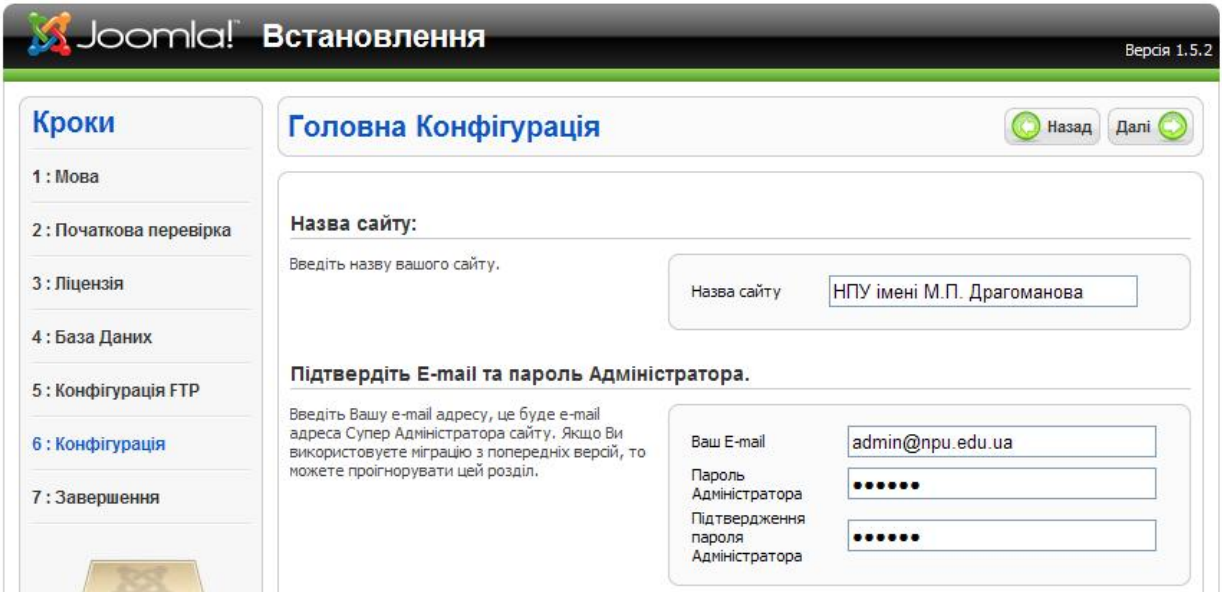 Joomla! Встановлення
Версія 1.5.2
Кроки
1 : Мова
2 : Початкова перевірка
3 : Ліцензія
4 : База Даних
5 : Конфігурація FTP
6 : Конфігурація
7 : Завершення
Головна Конфігурація
Назад
Далі
Назва сайту:
Введіть назву вашого сайту.
Назва сайту
НПУ імені М.П. Драгоманова
Підтвердіть E-mail та пароль Адміністратора.
Введіть Вашу e-mail адресу, це буде e-mail
адреса Супер Адміністратора сайту. Якщо Ви
використовуєте міграцію з попередніх версій, то
можете проігнорувати цей розділ.
Ваш E-mail
admin@npu.edu.ua
Пароль
Адміністратора
••••••
Підтвердження
пароля
Адміністратора
••••••